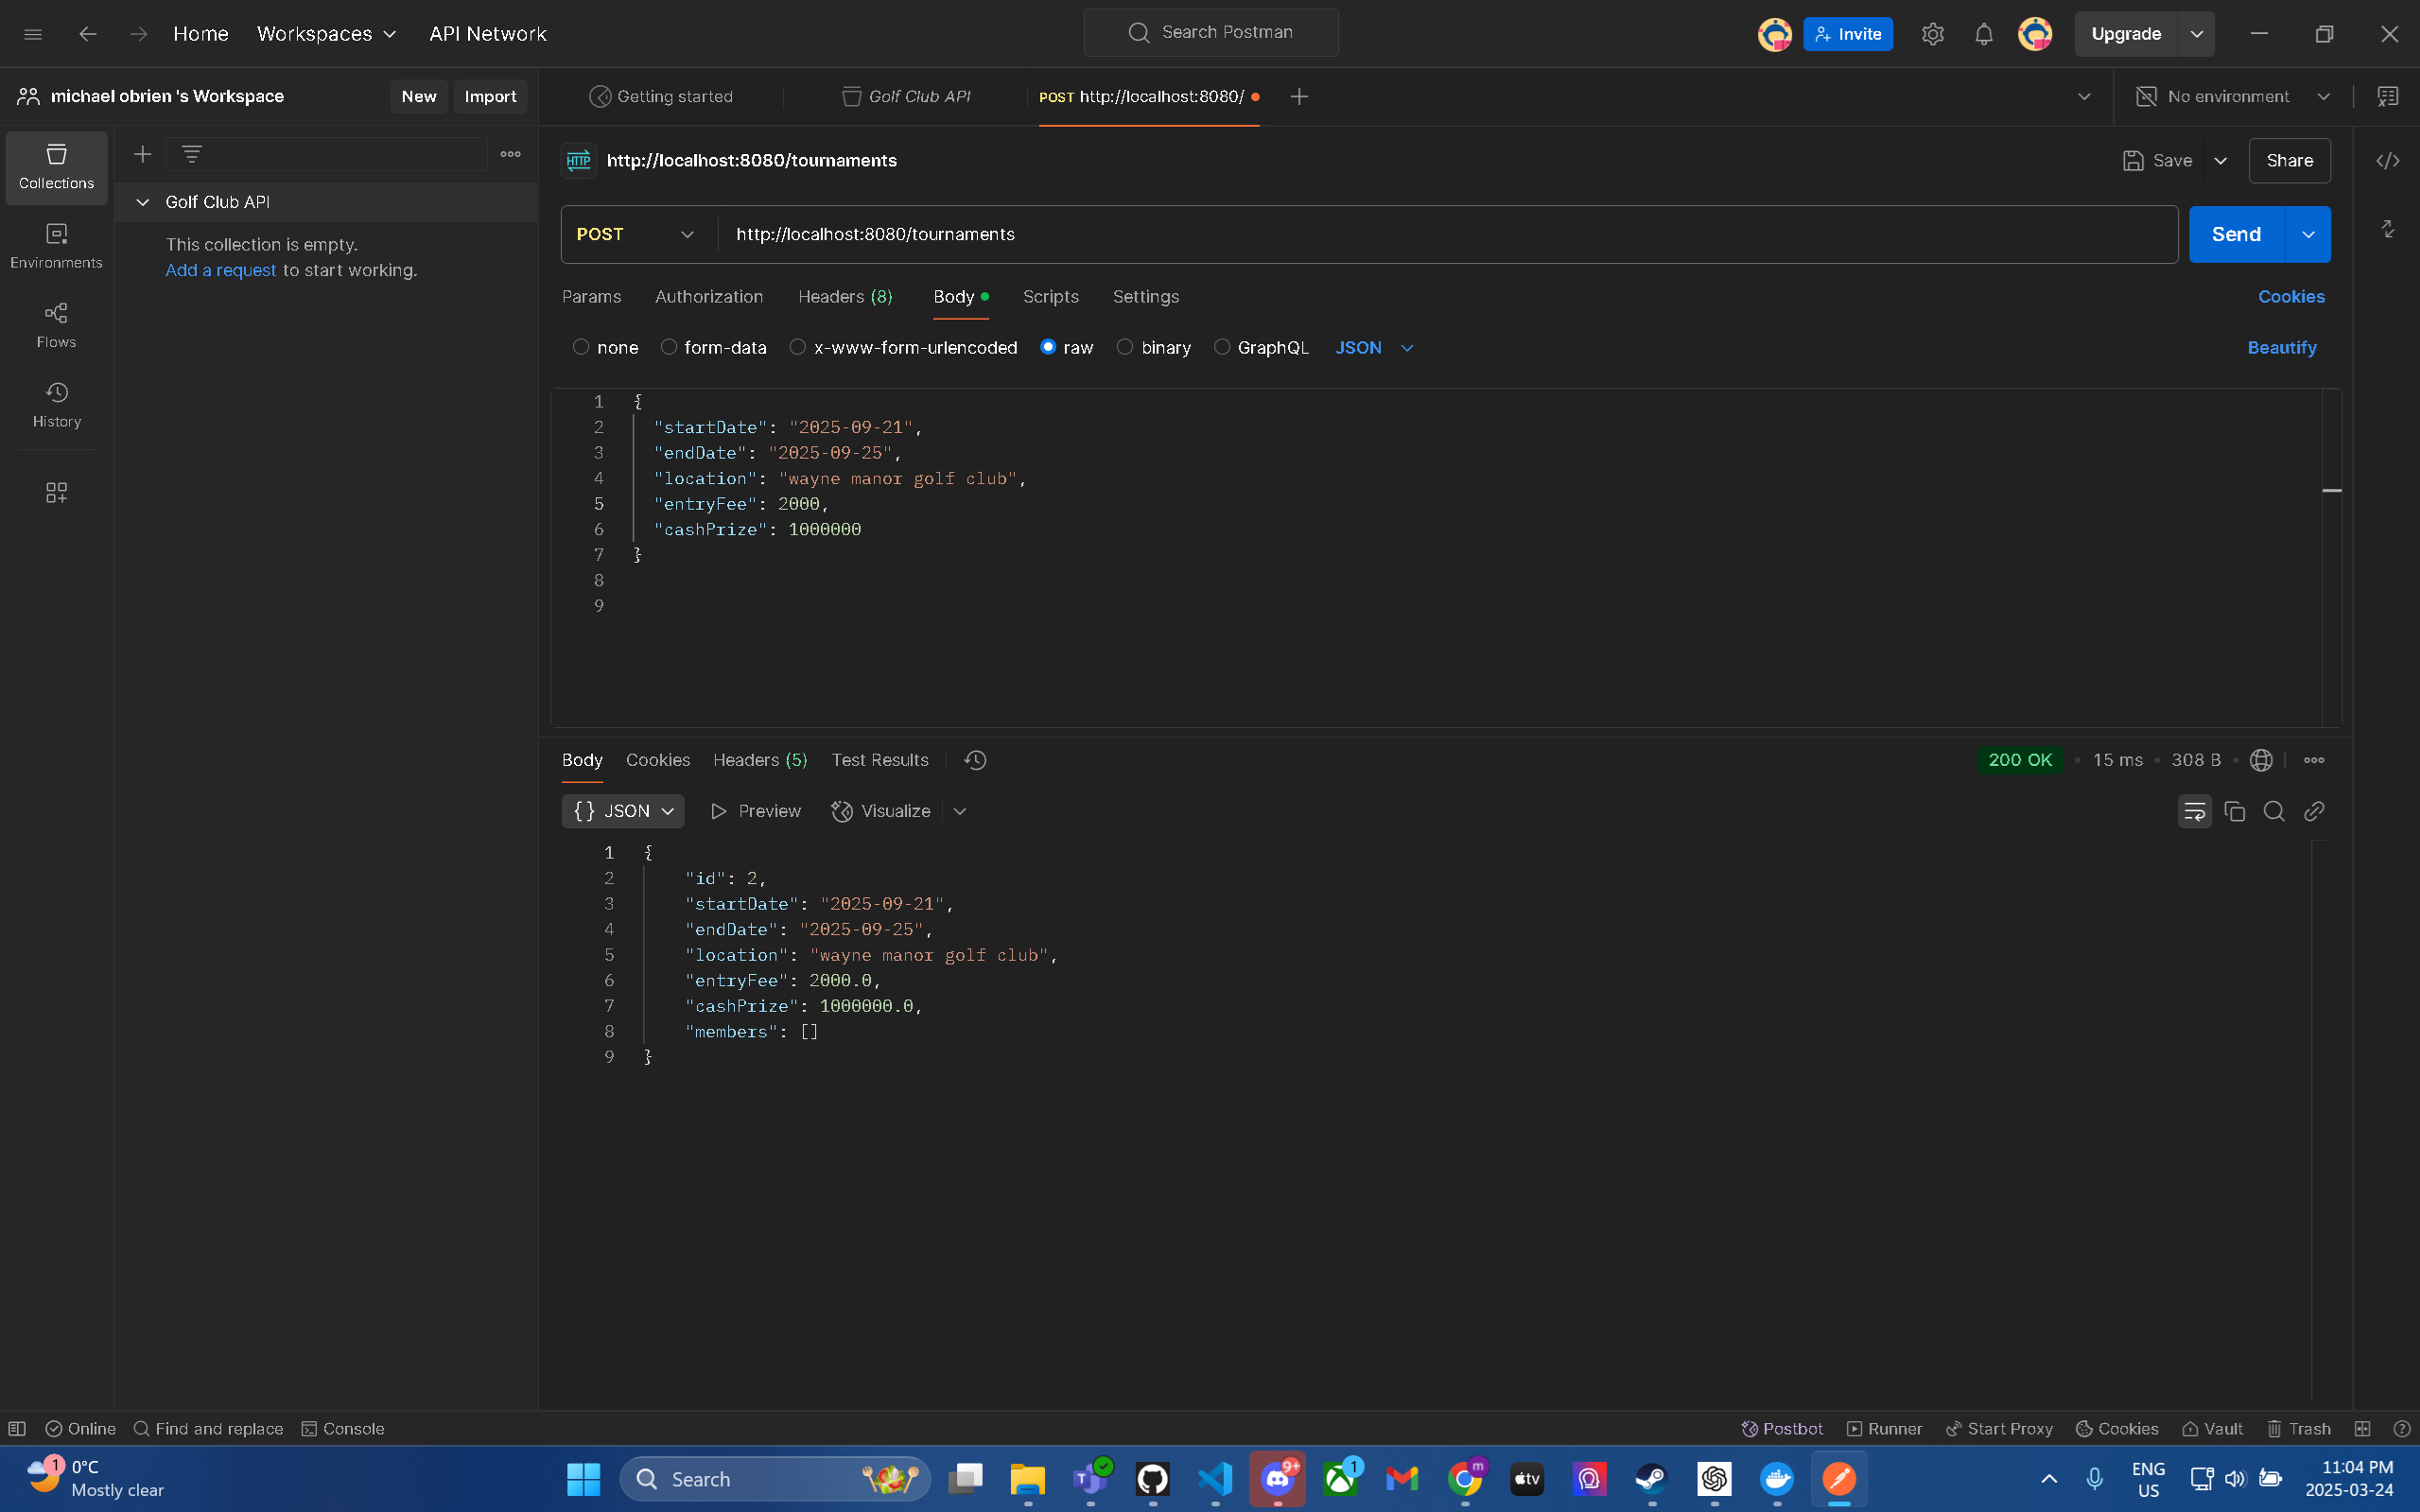 Home Workspaces API Network Search Postman Invite Upgrade
michael obrien 's Workspace New Import Getting started Golf Club API POST http://localhost:8080/ No environment
Collections
Golf Club API
This collection is empty.
Add a request to start working.
Environments
Flows
History
HTTP http://localhost:8080/tournaments Save Share
POST http://localhost:8080/tournaments Send
Params Authorization Headers (8) Body Scripts Settings Cookies
none form-data x-www-form-urlencoded raw binary GraphQL JSON Beautify
1 {
2 "startDate": "2025-09-21",
3 "endDate": "2025-09-25",
4 "location": "wayne manor golf club",
5 "entryFee": 2000,
6 "cashPrize": 1000000
7 }
8
9
Body Cookies Headers (5) Test Results 200 OK 15 ms 308 B
{} JSON Preview Visualize
1 {
2 "id": 2,
3 "startDate": "2025-09-21",
4 "endDate": "2025-09-25",
5 "location": "wayne manor golf club",
6 "entryFee": 2000.0,
7 "cashPrize": 1000000.0,
8 "members": []
9 }
Online Find and replace Console Postbot Runner Start Proxy Cookies Vault Trash
1 0°C
Mostly clear
Search
T 9+ 1 m tv
ENG
US
11:04 PM
2025-03-24